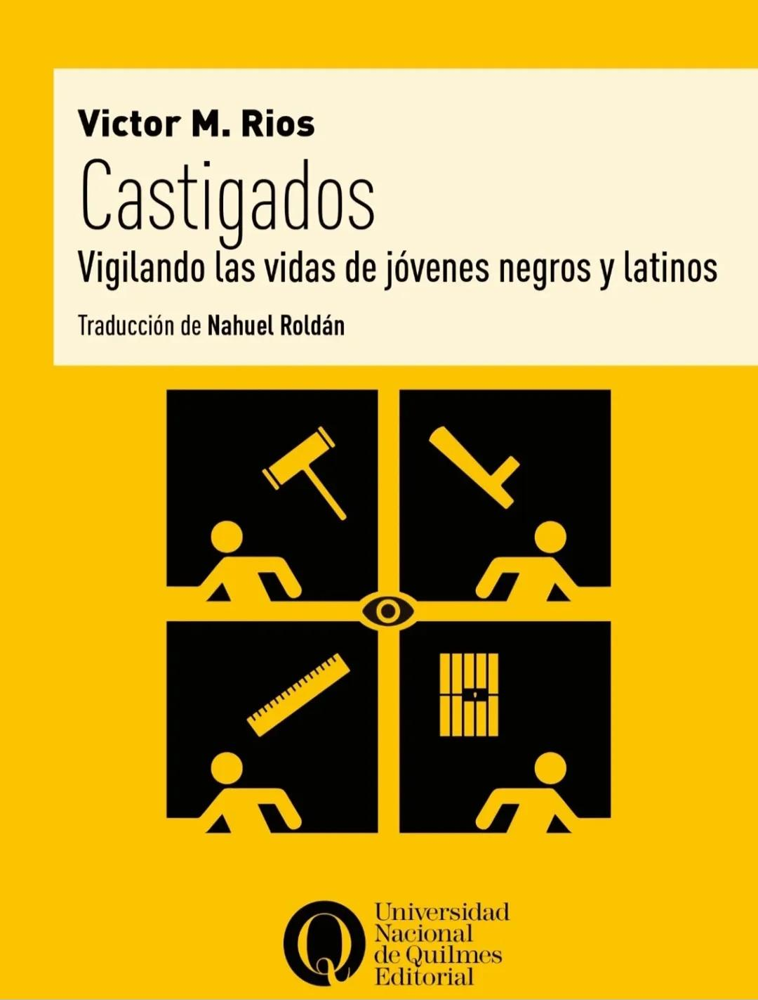 Victor M. Rios
Castigados
Vigilando las vidas de jóvenes negros y latinos
Traducción de Nahuel Roldán
Q
Universidad
Nacional
de Quilmes
Editorial